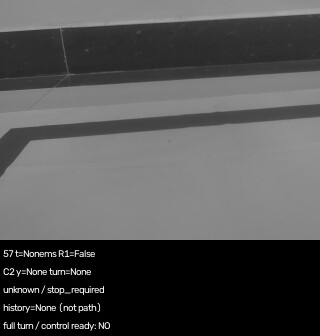 57 t=Nonems R1=False
C2 y=None turn=None
unknown / stop_required
history=None (not path)
full turn / control ready: NO